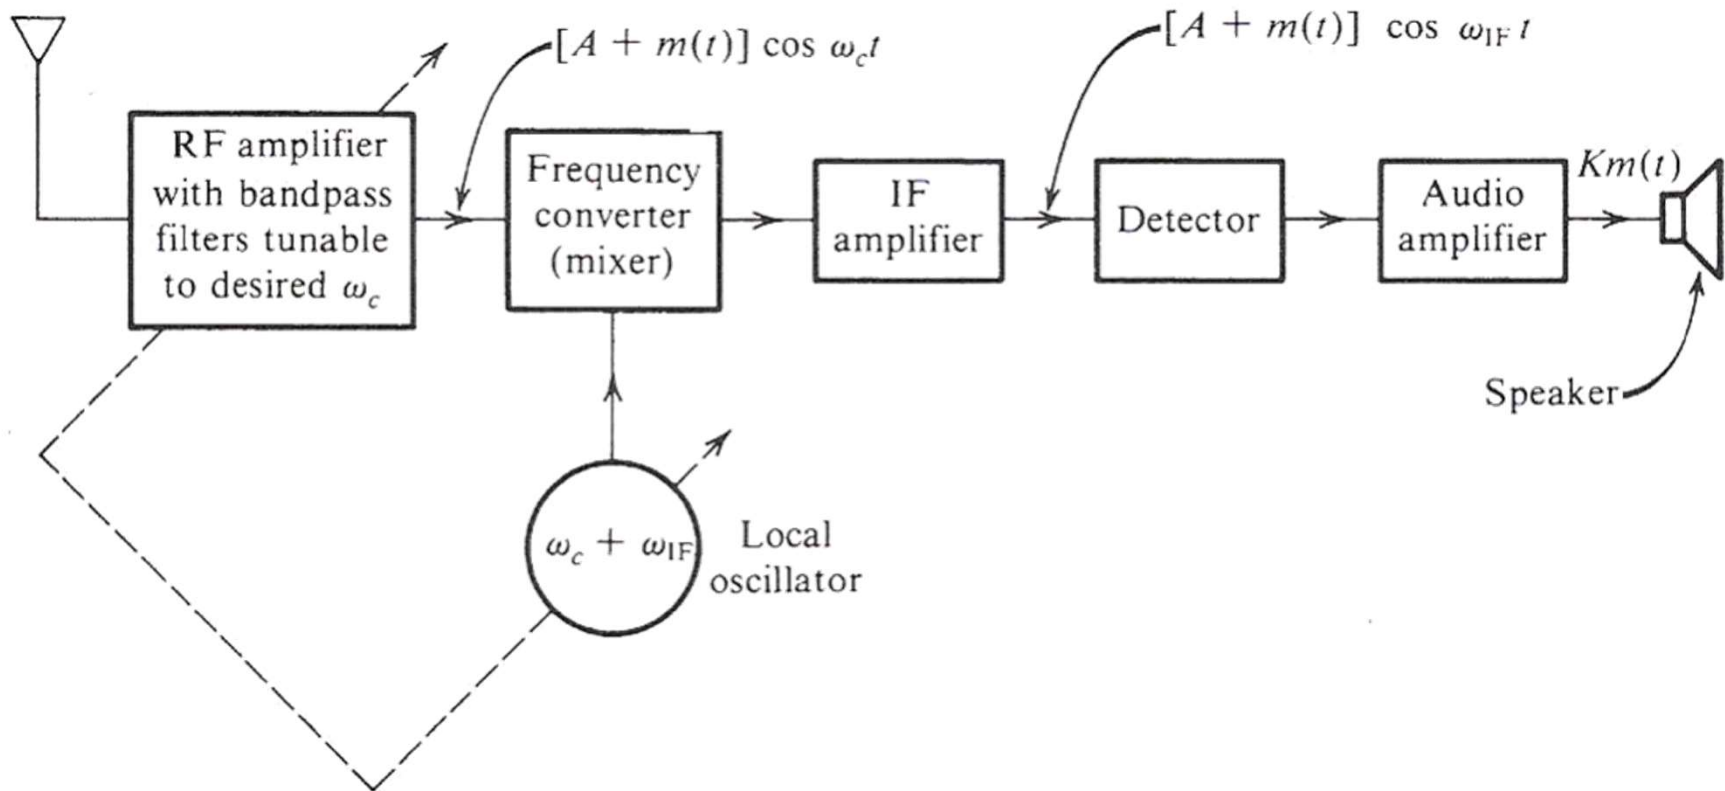 [A + m(t)] cos ω_c t
[A + m(t)] cos ω_IF t
RF amplifier
with bandpass
filters tunable
to desired ω_c
Frequency
converter
(mixer)
IF
amplifier
Detector
Audio
amplifier
Km(t)
Speaker
ω_c + ω_IF
Local
oscillator